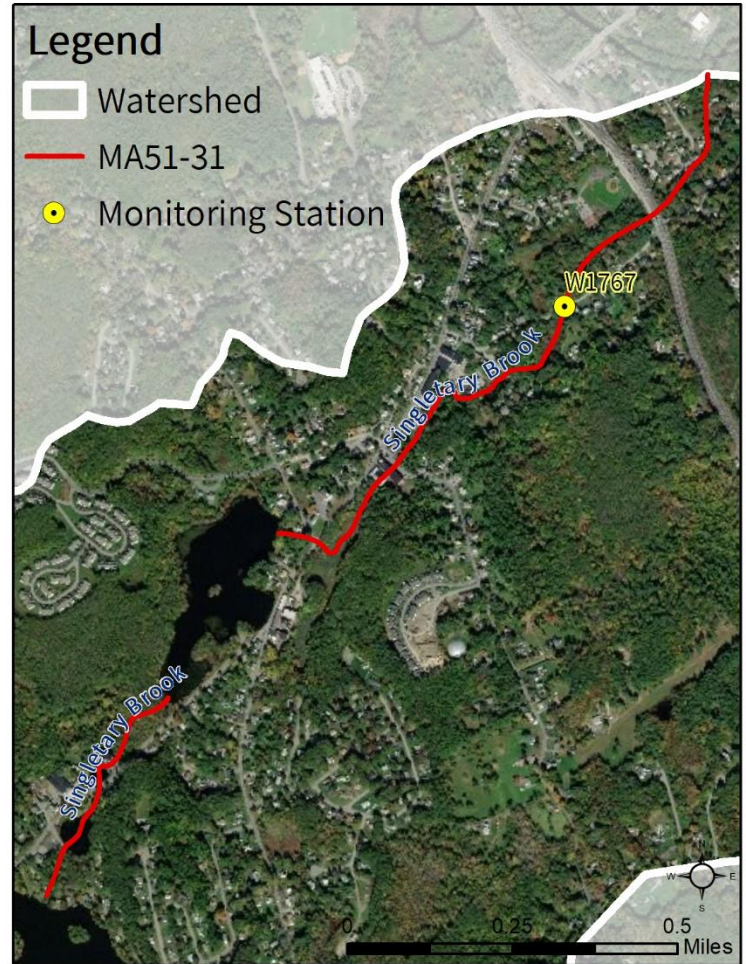 Legend
Watershed
MA51-31
Monitoring Station
W1767
Singletary Brook
Singletary Brook
N
W E
S
0 0.25 0.5
Miles